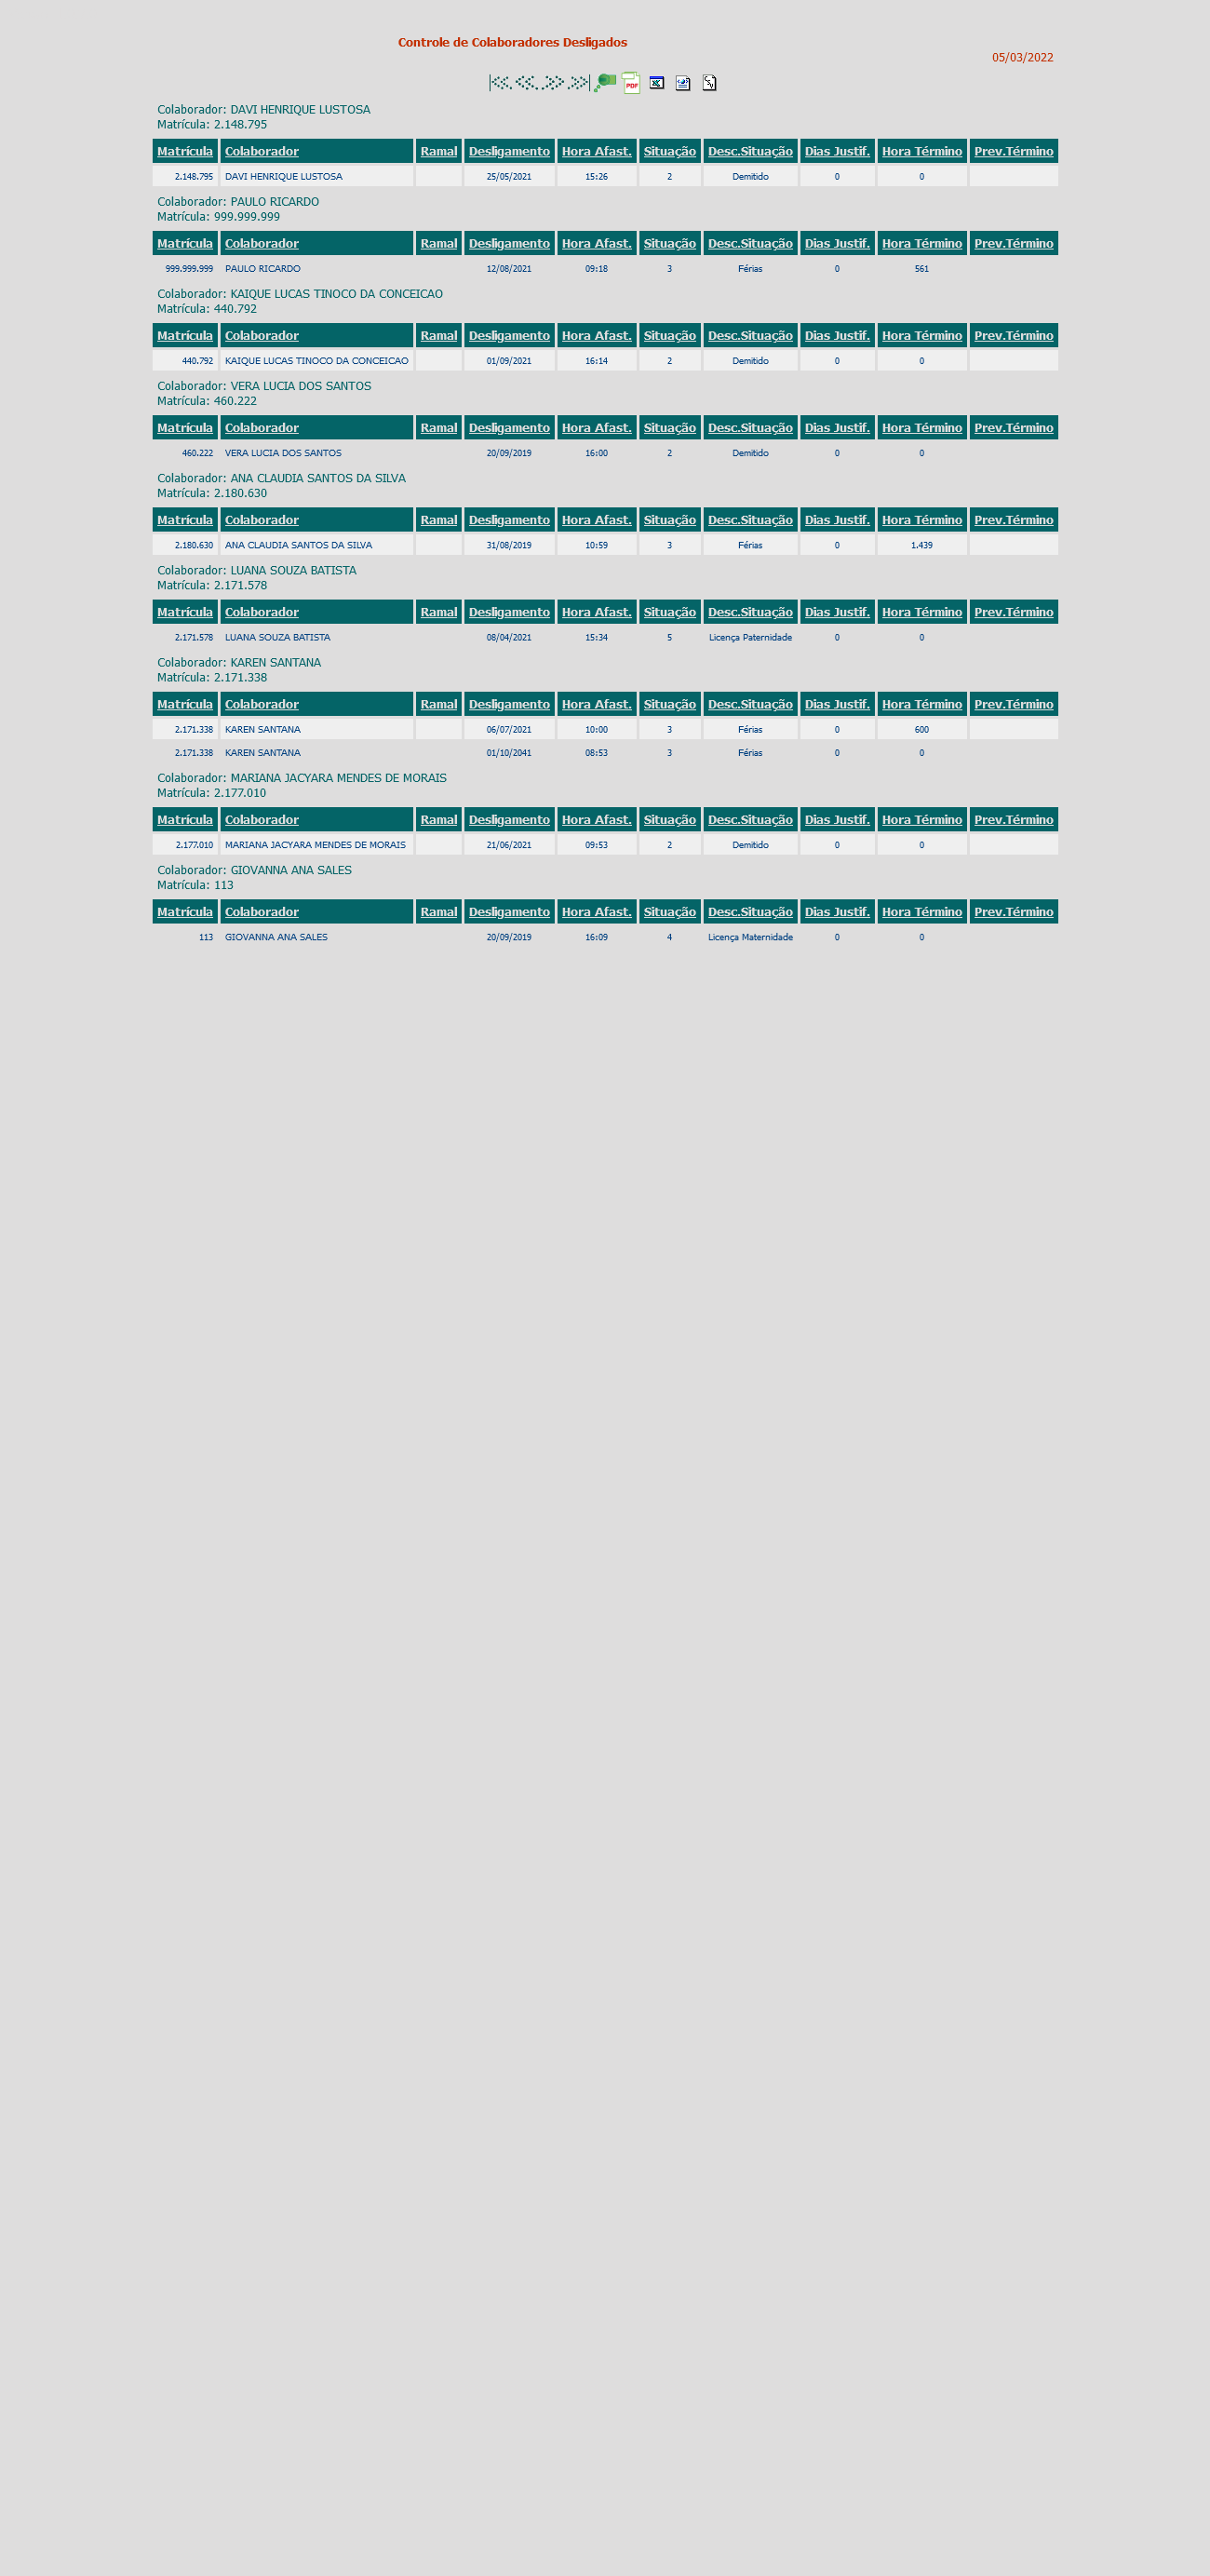 Controle de Colaboradores Desligados
05/03/2022
PDF
Colaborador: DAVI HENRIQUE LUSTOSA
Matrícula: 2.148.795
Matrícula Colaborador Ramal Desligamento Hora Afast. Situação Desc.Situação Dias Justif. Hora Término Prev.Término
2.148.795 DAVI HENRIQUE LUSTOSA 25/05/2021 15:26 2 Demitido 0 0
Colaborador: PAULO RICARDO
Matrícula: 999.999.999
Matrícula Colaborador Ramal Desligamento Hora Afast. Situação Desc.Situação Dias Justif. Hora Término Prev.Término
999.999.999 PAULO RICARDO 12/08/2021 09:18 3 Férias 0 561
Colaborador: KAIQUE LUCAS TINOCO DA CONCEICAO
Matrícula: 440.792
Matrícula Colaborador Ramal Desligamento Hora Afast. Situação Desc.Situação Dias Justif. Hora Término Prev.Término
440.792 KAIQUE LUCAS TINOCO DA CONCEICAO 01/09/2021 16:14 2 Demitido 0 0
Colaborador: VERA LUCIA DOS SANTOS
Matrícula: 460.222
Matrícula Colaborador Ramal Desligamento Hora Afast. Situação Desc.Situação Dias Justif. Hora Término Prev.Término
460.222 VERA LUCIA DOS SANTOS 20/09/2019 16:00 2 Demitido 0 0
Colaborador: ANA CLAUDIA SANTOS DA SILVA
Matrícula: 2.180.630
Matrícula Colaborador Ramal Desligamento Hora Afast. Situação Desc.Situação Dias Justif. Hora Término Prev.Término
2.180.630 ANA CLAUDIA SANTOS DA SILVA 31/08/2019 10:59 3 Férias 0 1.439
Colaborador: LUANA SOUZA BATISTA
Matrícula: 2.171.578
Matrícula Colaborador Ramal Desligamento Hora Afast. Situação Desc.Situação Dias Justif. Hora Término Prev.Término
2.171.578 LUANA SOUZA BATISTA 08/04/2021 15:34 5 Licença Paternidade 0 0
Colaborador: KAREN SANTANA
Matrícula: 2.171.338
Matrícula Colaborador Ramal Desligamento Hora Afast. Situação Desc.Situação Dias Justif. Hora Término Prev.Término
2.171.338 KAREN SANTANA 06/07/2021 10:00 3 Férias 0 600
2.171.338 KAREN SANTANA 01/10/2041 08:53 3 Férias 0 0
Colaborador: MARIANA JACYARA MENDES DE MORAIS
Matrícula: 2.177.010
Matrícula Colaborador Ramal Desligamento Hora Afast. Situação Desc.Situação Dias Justif. Hora Término Prev.Término
2.177.010 MARIANA JACYARA MENDES DE MORAIS 21/06/2021 09:53 2 Demitido 0 0
Colaborador: GIOVANNA ANA SALES
Matrícula: 113
Matrícula Colaborador Ramal Desligamento Hora Afast. Situação Desc.Situação Dias Justif. Hora Término Prev.Término
113 GIOVANNA ANA SALES 20/09/2019 16:09 4 Licença Maternidade 0 0